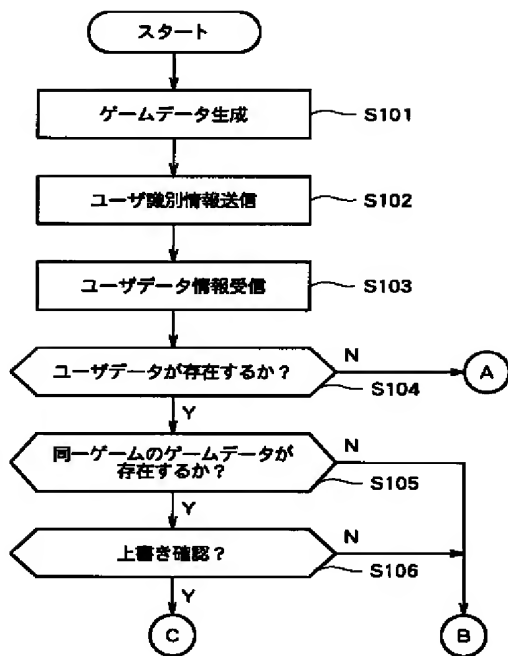 スタート
ゲームデータ生成
S101
ユーザ識別情報送信
S102
ユーザデータ情報受信
S103
ユーザデータが存在するか？
N
A
S104
Y
同一ゲームのゲームデータが
存在するか？
N
S105
Y
上書き確認？
N
S106
Y
C
B